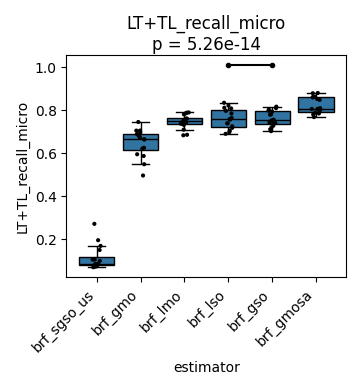 LT+TL_recall_micro
p = 5.26e-14
LT+TL_recall_micro
1.0
0.8
0.6
0.4
0.2
brf_sgso_us
brf_gmo
brf_lmo
brf_lso
brf_gso
brf_gmosa
estimator